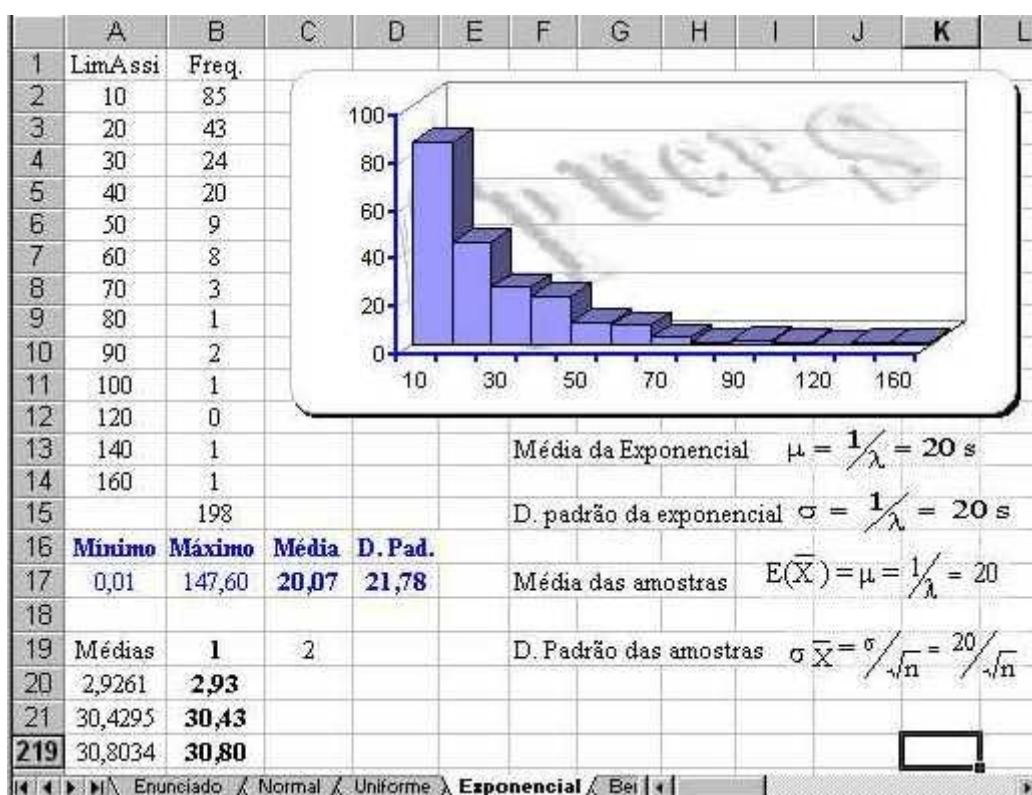 A B C D E F G H I J K L
1 LimAssi Freq.
2 10 85
3 20 43
4 30 24
5 40 20
6 50 9
7 60 8
8 70 3
9 80 1
10 90 2
11 100 1
12 120 0
13 140 1
14 160 1
15 198
16 Mínimo Máximo Média D. Pad.
17 0,01 147,60 20,07 21,78
18
19 Médias 1 2
20 2,9261 2,93
21 30,4295 30,43
219 30,8034 30,80
100
80
60
40
20
0
10 30 50 70 90 120 160
Média da Exponencial μ = 1/λ = 20 s
D. padrão da exponencial σ = 1/λ = 20 s
Média das amostras E(X̅) = μ = 1/λ = 20
D. Padrão das amostras σ X̅ = σ/√n = 20/√n
Enunciado Normal Uniforme Exponencial